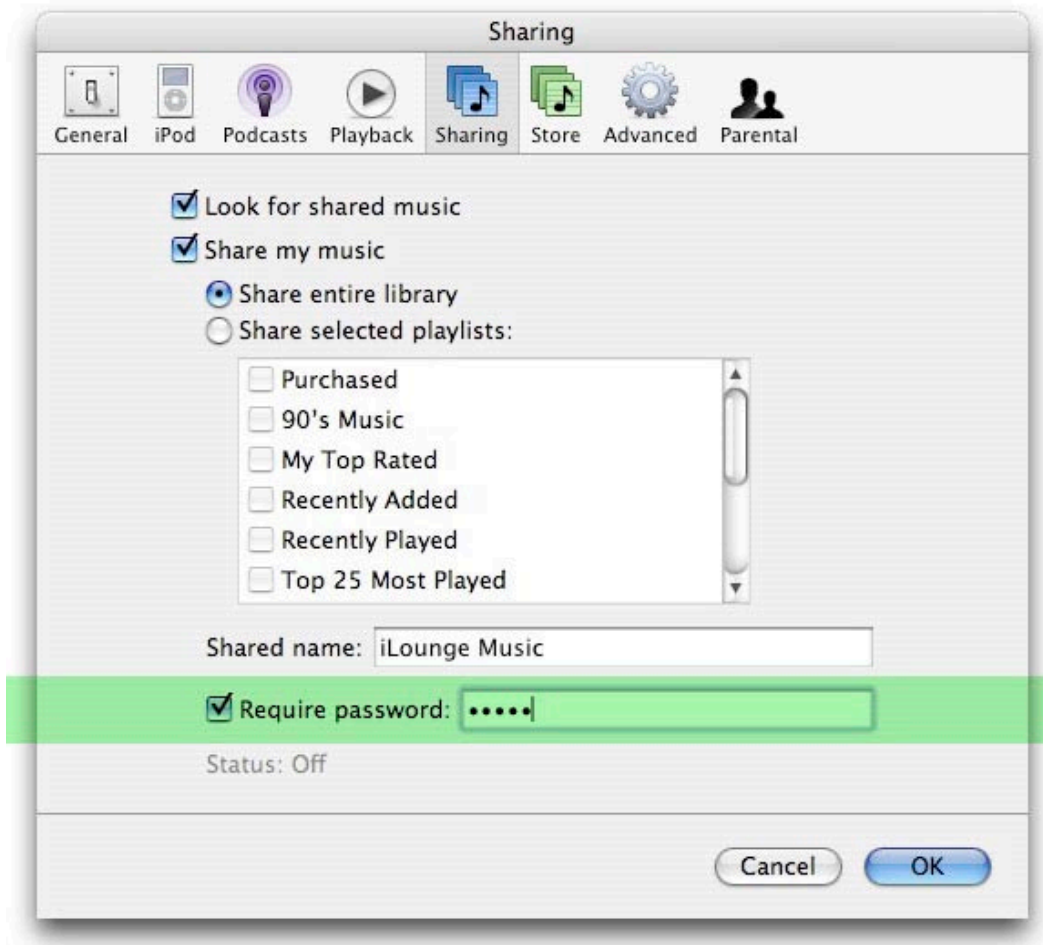 Sharing
General iPod Podcasts Playback Sharing Store Advanced Parental
Look for shared music
Share my music
Share entire library
Share selected playlists:
Purchased
90's Music
My Top Rated
Recently Added
Recently Played
Top 25 Most Played
Shared name: iLounge Music
Require password: •••••
Status: Off
Cancel OK